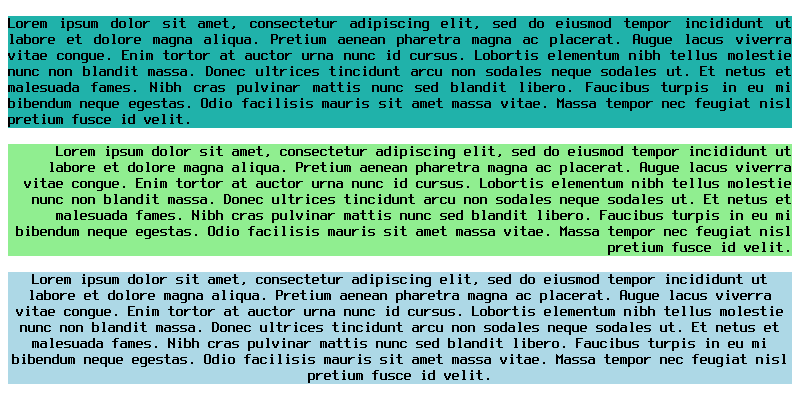 Lorem ipsum dolor sit amet, consectetur adipiscing elit, sed do eiusmod tempor incididunt ut
labore et dolore magna aliqua. Pretium aenean pharetra magna ac placerat. Augue lacus viverra
vitae congue. Enim tortor at auctor urna nunc id cursus. Lobortis elementum nibh tellus molestie
nunc non blandit massa. Donec ultrices tincidunt arcu non sodales neque sodales ut. Et netus et
malesuada fames. Nibh cras pulvinar mattis nunc sed blandit libero. Faucibus turpis in eu mi
bibendum neque egestas. Odio facilisis mauris sit amet massa vitae. Massa tempor nec feugiat nisl
pretium fusce id velit.
Lorem ipsum dolor sit amet, consectetur adipiscing elit, sed do eiusmod tempor incididunt ut
labore et dolore magna aliqua. Pretium aenean pharetra magna ac placerat. Augue lacus viverra
vitae congue. Enim tortor at auctor urna nunc id cursus. Lobortis elementum nibh tellus molestie
nunc non blandit massa. Donec ultrices tincidunt arcu non sodales neque sodales ut. Et netus et
malesuada fames. Nibh cras pulvinar mattis nunc sed blandit libero. Faucibus turpis in eu mi
bibendum neque egestas. Odio facilisis mauris sit amet massa vitae. Massa tempor nec feugiat nisl
pretium fusce id velit.
Lorem ipsum dolor sit amet, consectetur adipiscing elit, sed do eiusmod tempor incididunt ut
labore et dolore magna aliqua. Pretium aenean pharetra magna ac placerat. Augue lacus viverra
vitae congue. Enim tortor at auctor urna nunc id cursus. Lobortis elementum nibh tellus molestie
nunc non blandit massa. Donec ultrices tincidunt arcu non sodales neque sodales ut. Et netus et
malesuada fames. Nibh cras pulvinar mattis nunc sed blandit libero. Faucibus turpis in eu mi
bibendum neque egestas. Odio facilisis mauris sit amet massa vitae. Massa tempor nec feugiat nisl
pretium fusce id velit.